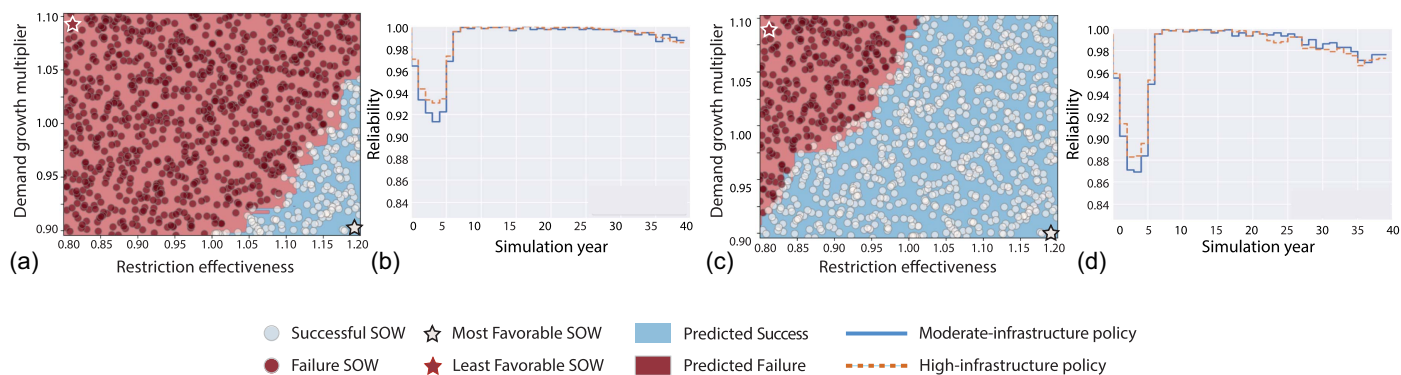 Demand growth multiplier
1.10
1.05
1.00
0.95
0.90
0.80 0.85 0.90 0.95 1.00 1.05 1.10 1.15 1.20
(a)
Restriction effectiveness
Reliability
1.00
0.98
0.96
0.94
0.92
0.90
0.88
0.86
0.84
0 5 10 15 20 25 30 35 40
(b)
Simulation year
Demand growth multiplier
1.10
1.05
1.00
0.95
0.90
0.80 0.85 0.90 0.95 1.00 1.05 1.10 1.15 1.20
(c)
Restriction effectiveness
Reliability
1.00
0.98
0.96
0.94
0.92
0.90
0.88
0.86
0.84
0 5 10 15 20 25 30 35 40
(d)
Simulation year
Successful SOW
Most Favorable SOW
Predicted Success
Moderate-infrastructure policy
Failure SOW
Least Favorable SOW
Predicted Failure
High-infrastructure policy